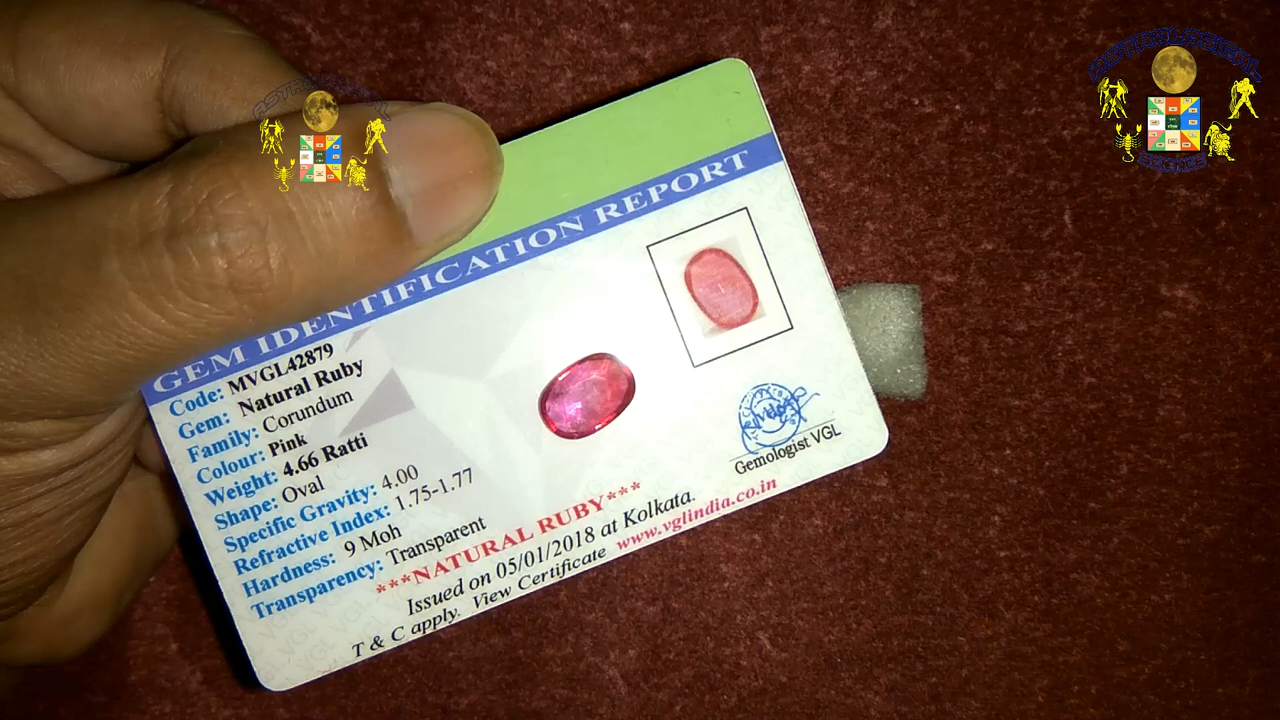 ASTROLOGICAL
SCIENCE
GEM IDENTIFICATION REPORT
Code: MVGL42879
Gem: Natural Ruby
Family: Corundum
Colour: Pink
Weight: 4.66 Ratti
Shape: Oval
Specific Gravity: 4.00
Refractive Index: 1.75-1.77
Hardness: 9 Moh
Transparency: Transparent
***NATURAL RUBY***
Issued on 05/01/2018 at Kolkata.
T & C apply. View Certificate www.vglindia.co.in
Gemologist VGL